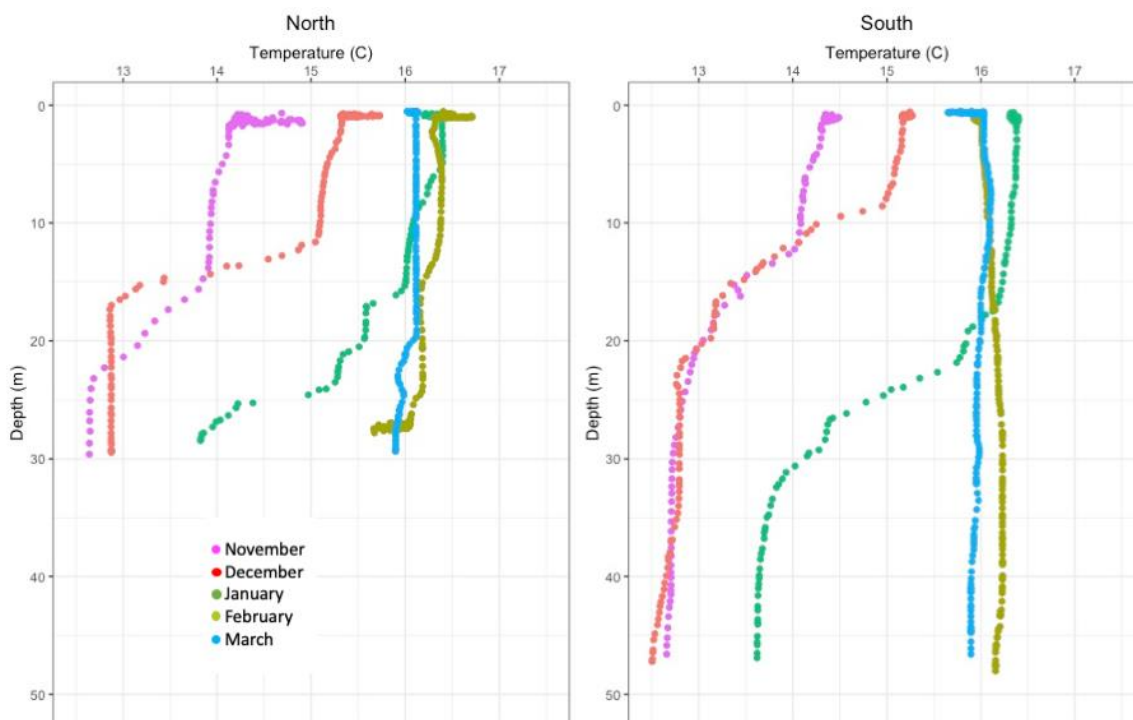 North
Temperature (C)
13 14 15 16 17
Depth (m)
0
10
20
30
40
50
November
December
January
February
March
South
Temperature (C)
13 14 15 16 17
Depth (m)
0
10
20
30
40
50